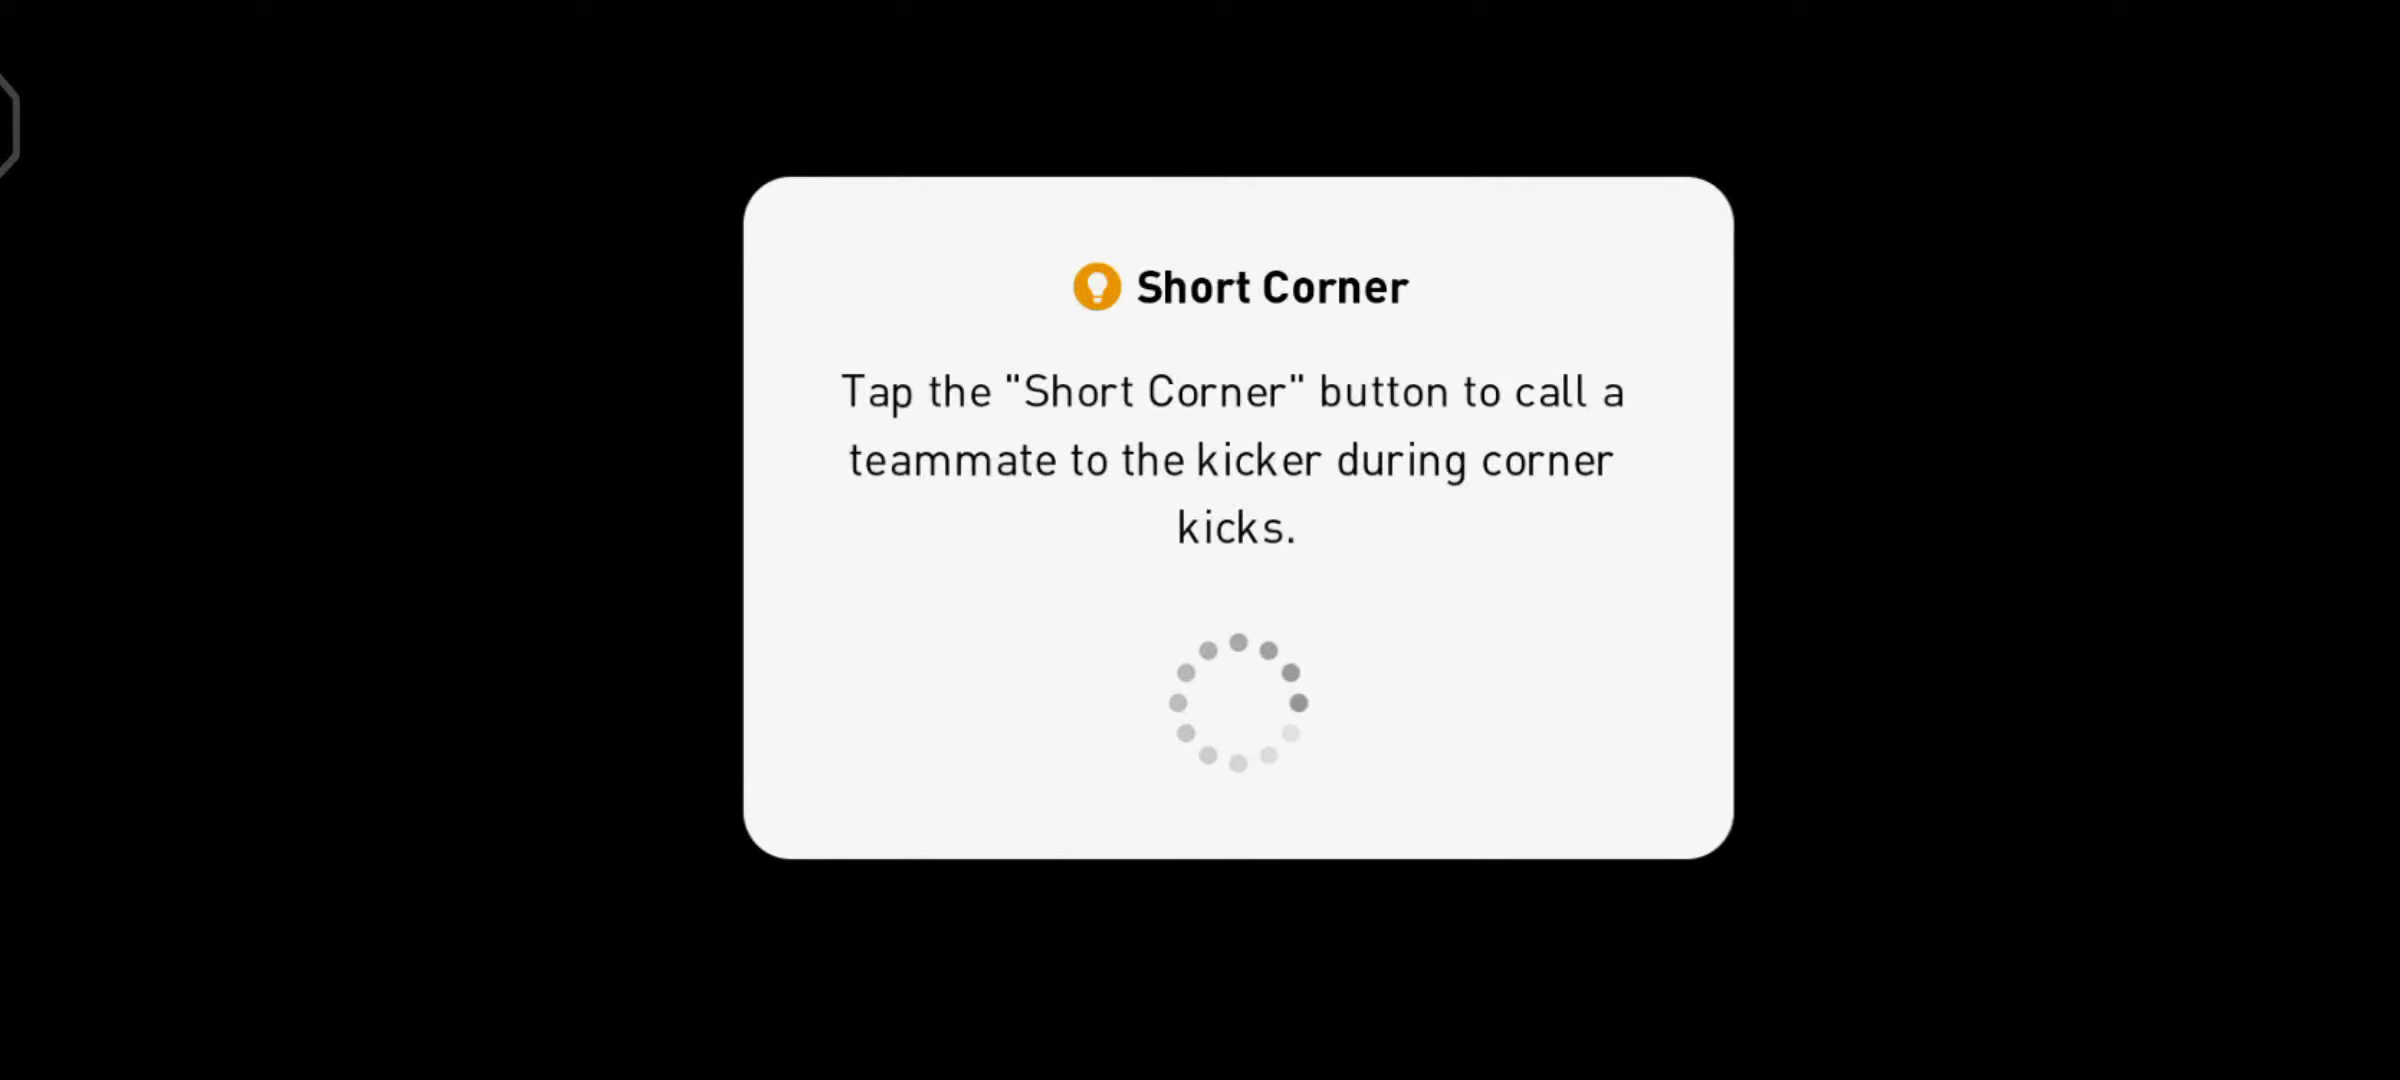 Short Corner
Tap the "Short Corner" button to call a
teammate to the kicker during corner
kicks.